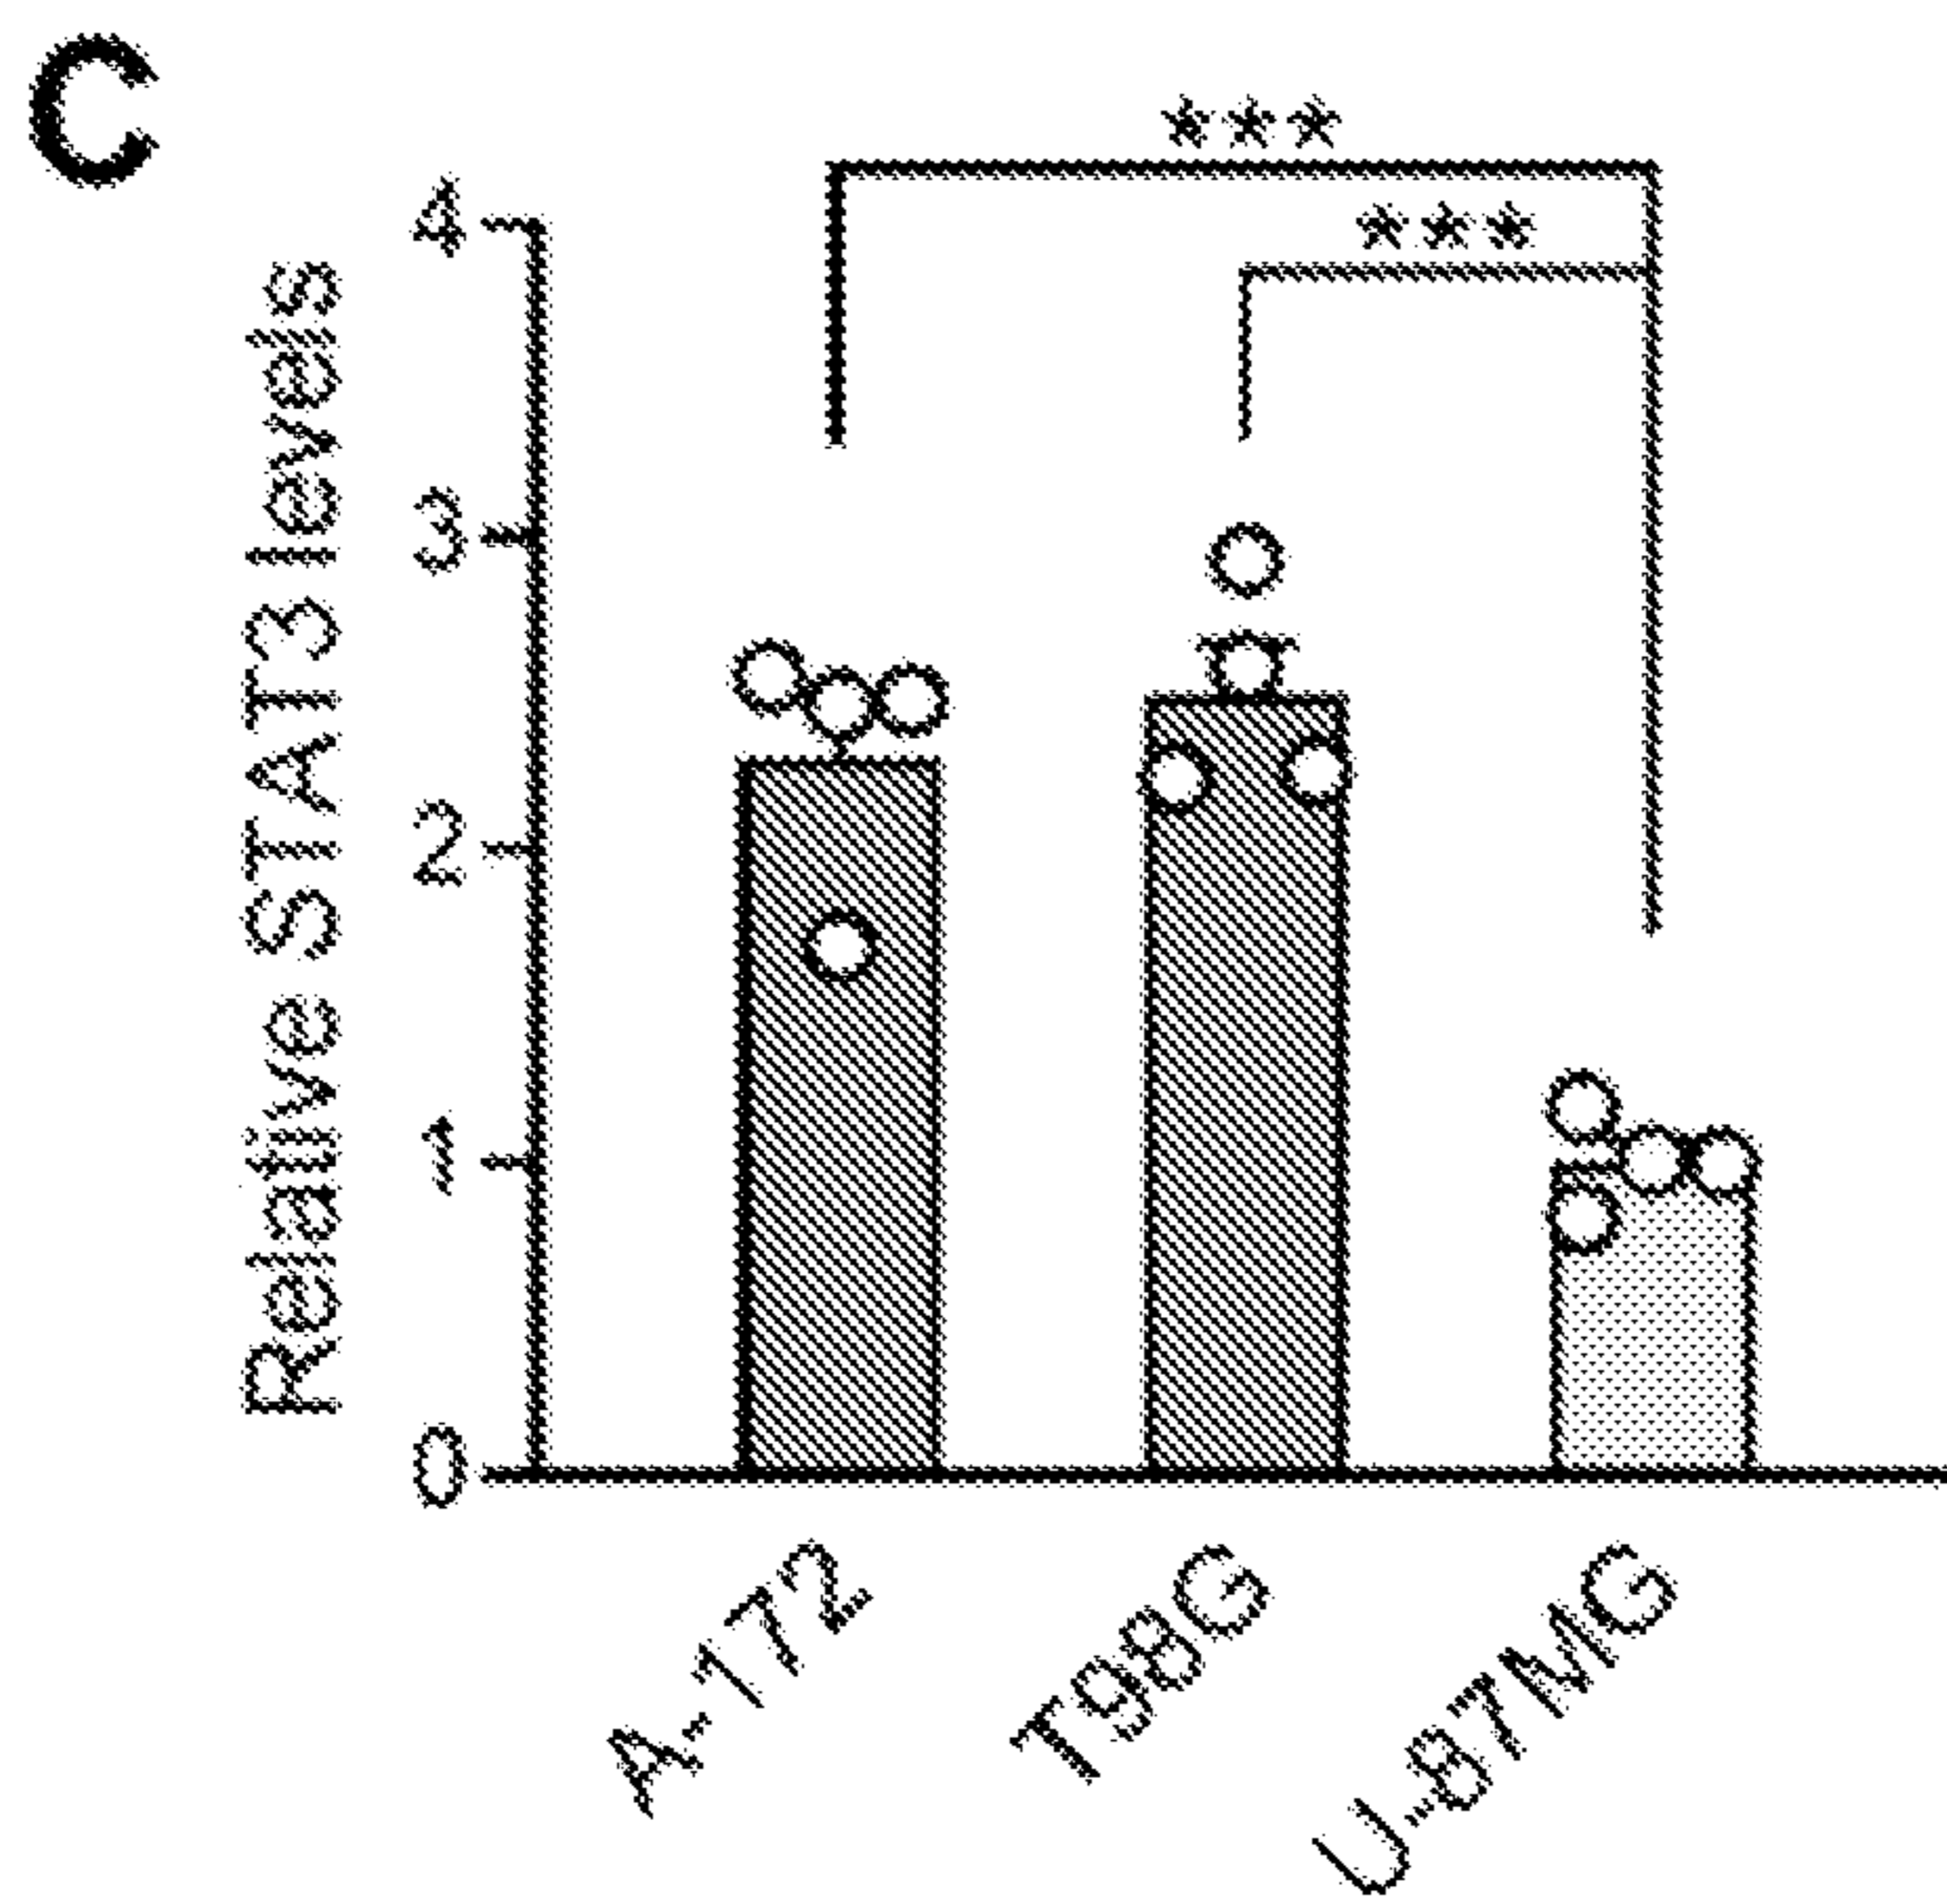 C
***
***
Relative STAT3 levels
4
3
2
1
0
A-172
T98G
U-87MG